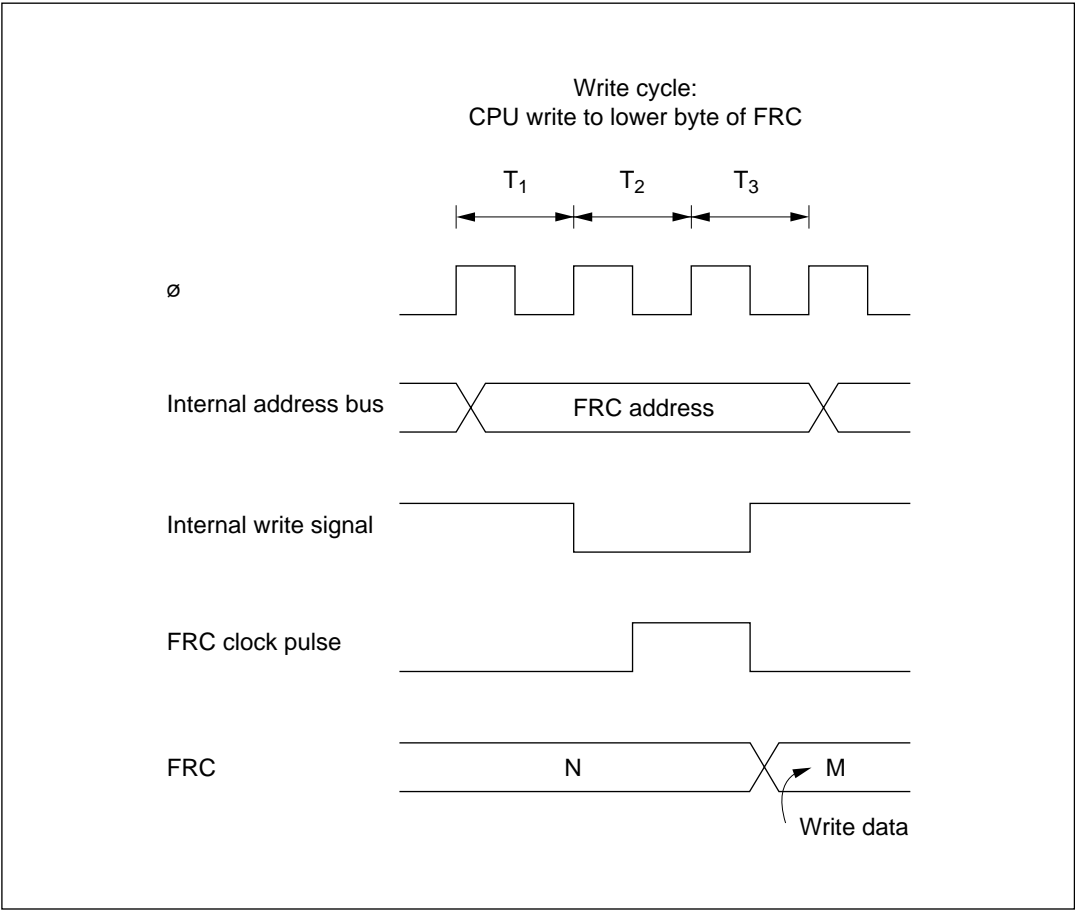 Write cycle:
CPU write to lower byte of FRC
T1 T2 T3
ø
Internal address bus
FRC address
Internal write signal
FRC clock pulse
FRC
N
M
Write data